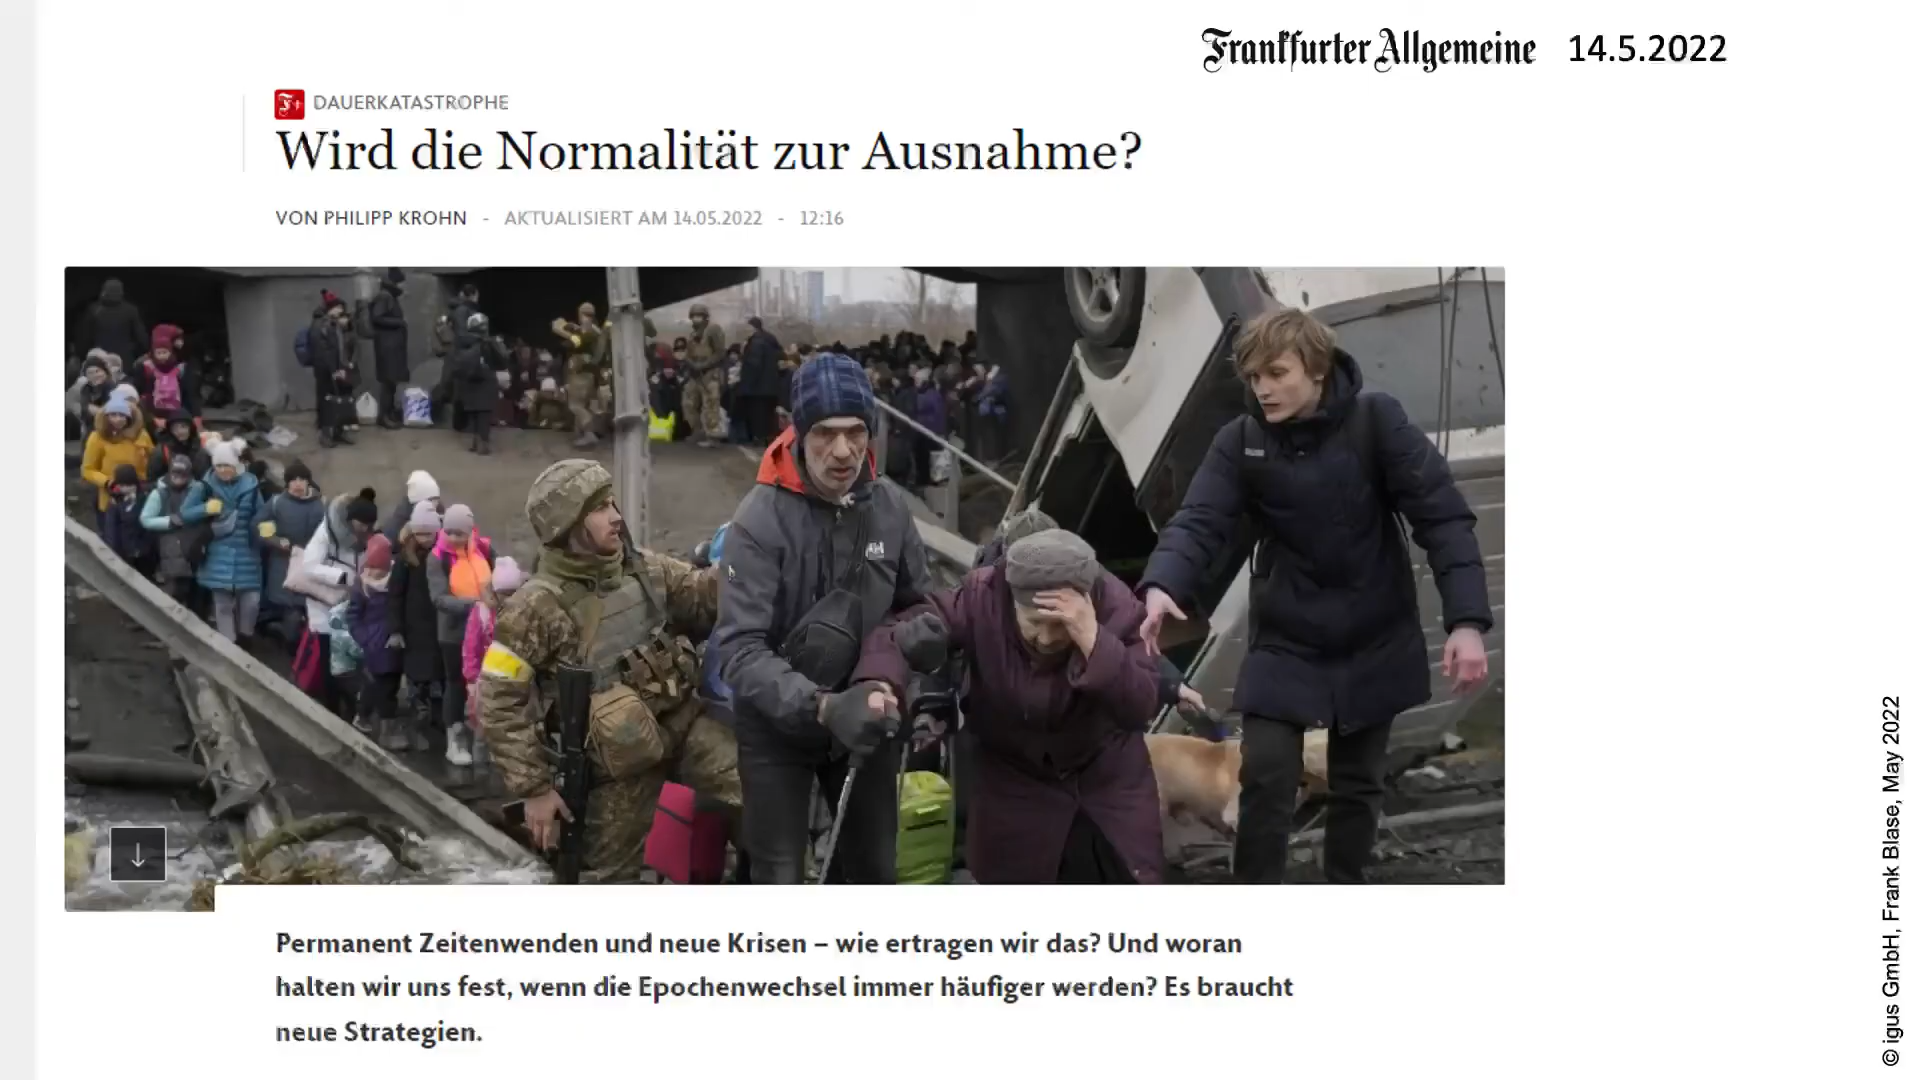 Frankfurter Allgemeine 14.5.2022
F+ DAUERKATASTROPHE
Wird die Normalität zur Ausnahme?
VON PHILIPP KROHN - AKTUALISIERT AM 14.05.2022 - 12:16
Permanent Zeitenwenden und neue Krisen – wie ertragen wir das? Und woran
halten wir uns fest, wenn die Epochenwechsel immer häufiger werden? Es braucht
neue Strategien.
© igus GmbH, Frank Blase, May 2022